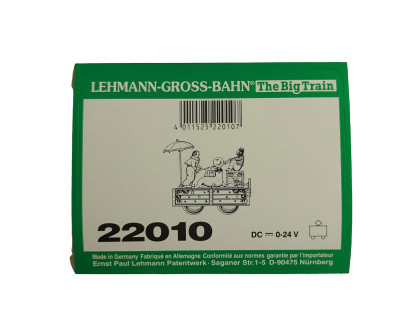 LEHMANN-GROSS-BAHN® The Big Train
4 011525 220107
22010 DC ⎓ 0-24 V
Made in Germany Fabriqué en Allemagne Conformité aux normes garantie par l'importateur
Ernst Paul Lehmann Patentwerk - Saganer Str.1-5 D-90475 Nürnberg